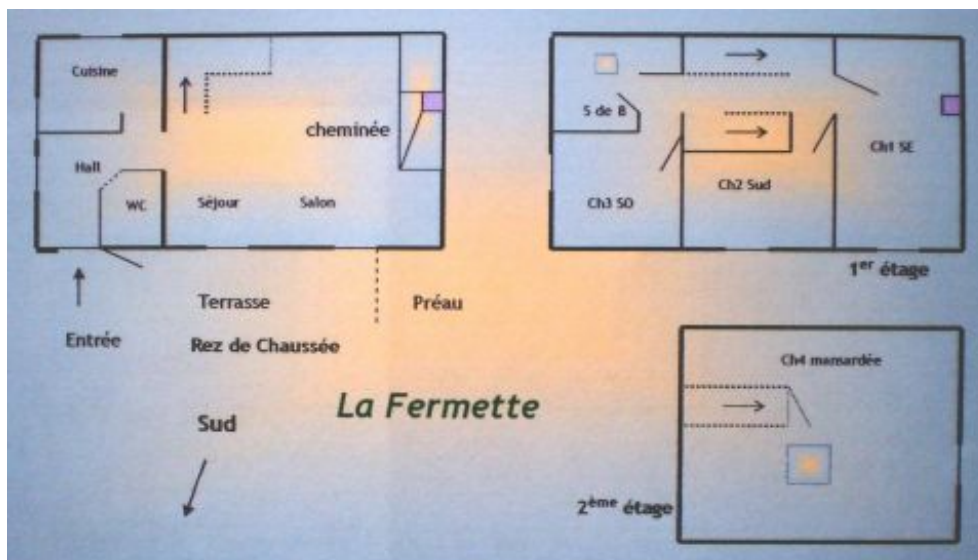 Cuisine
cheminée
Hall
WC
Séjour
Salon
Entrée
Terrasse
Préau
Rez de Chaussée
S de B
Ch1 SE
Ch2 Sud
Ch3 SO
1er étage
Ch4 mansardée
2ème étage
La Fermette
Sud